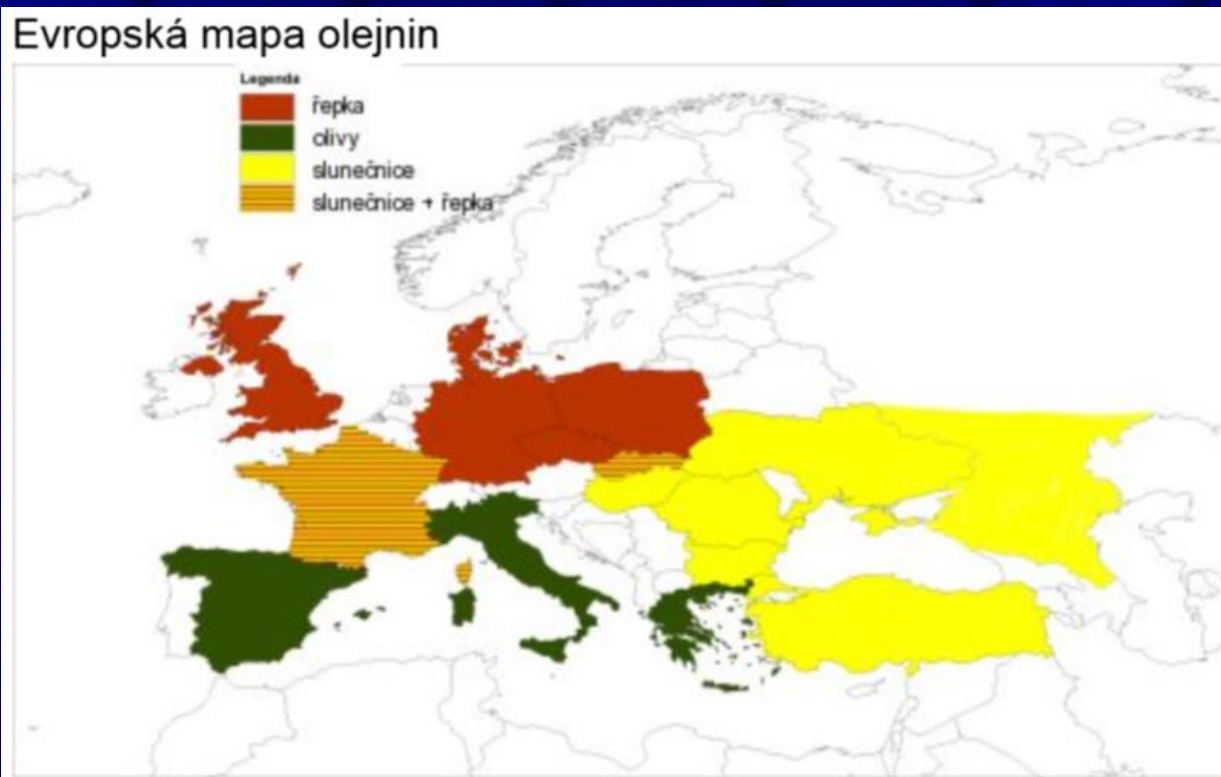 Evropská mapa olejnin
Legenda
řepka
olivy
slunečnice
slunečnice + řepka